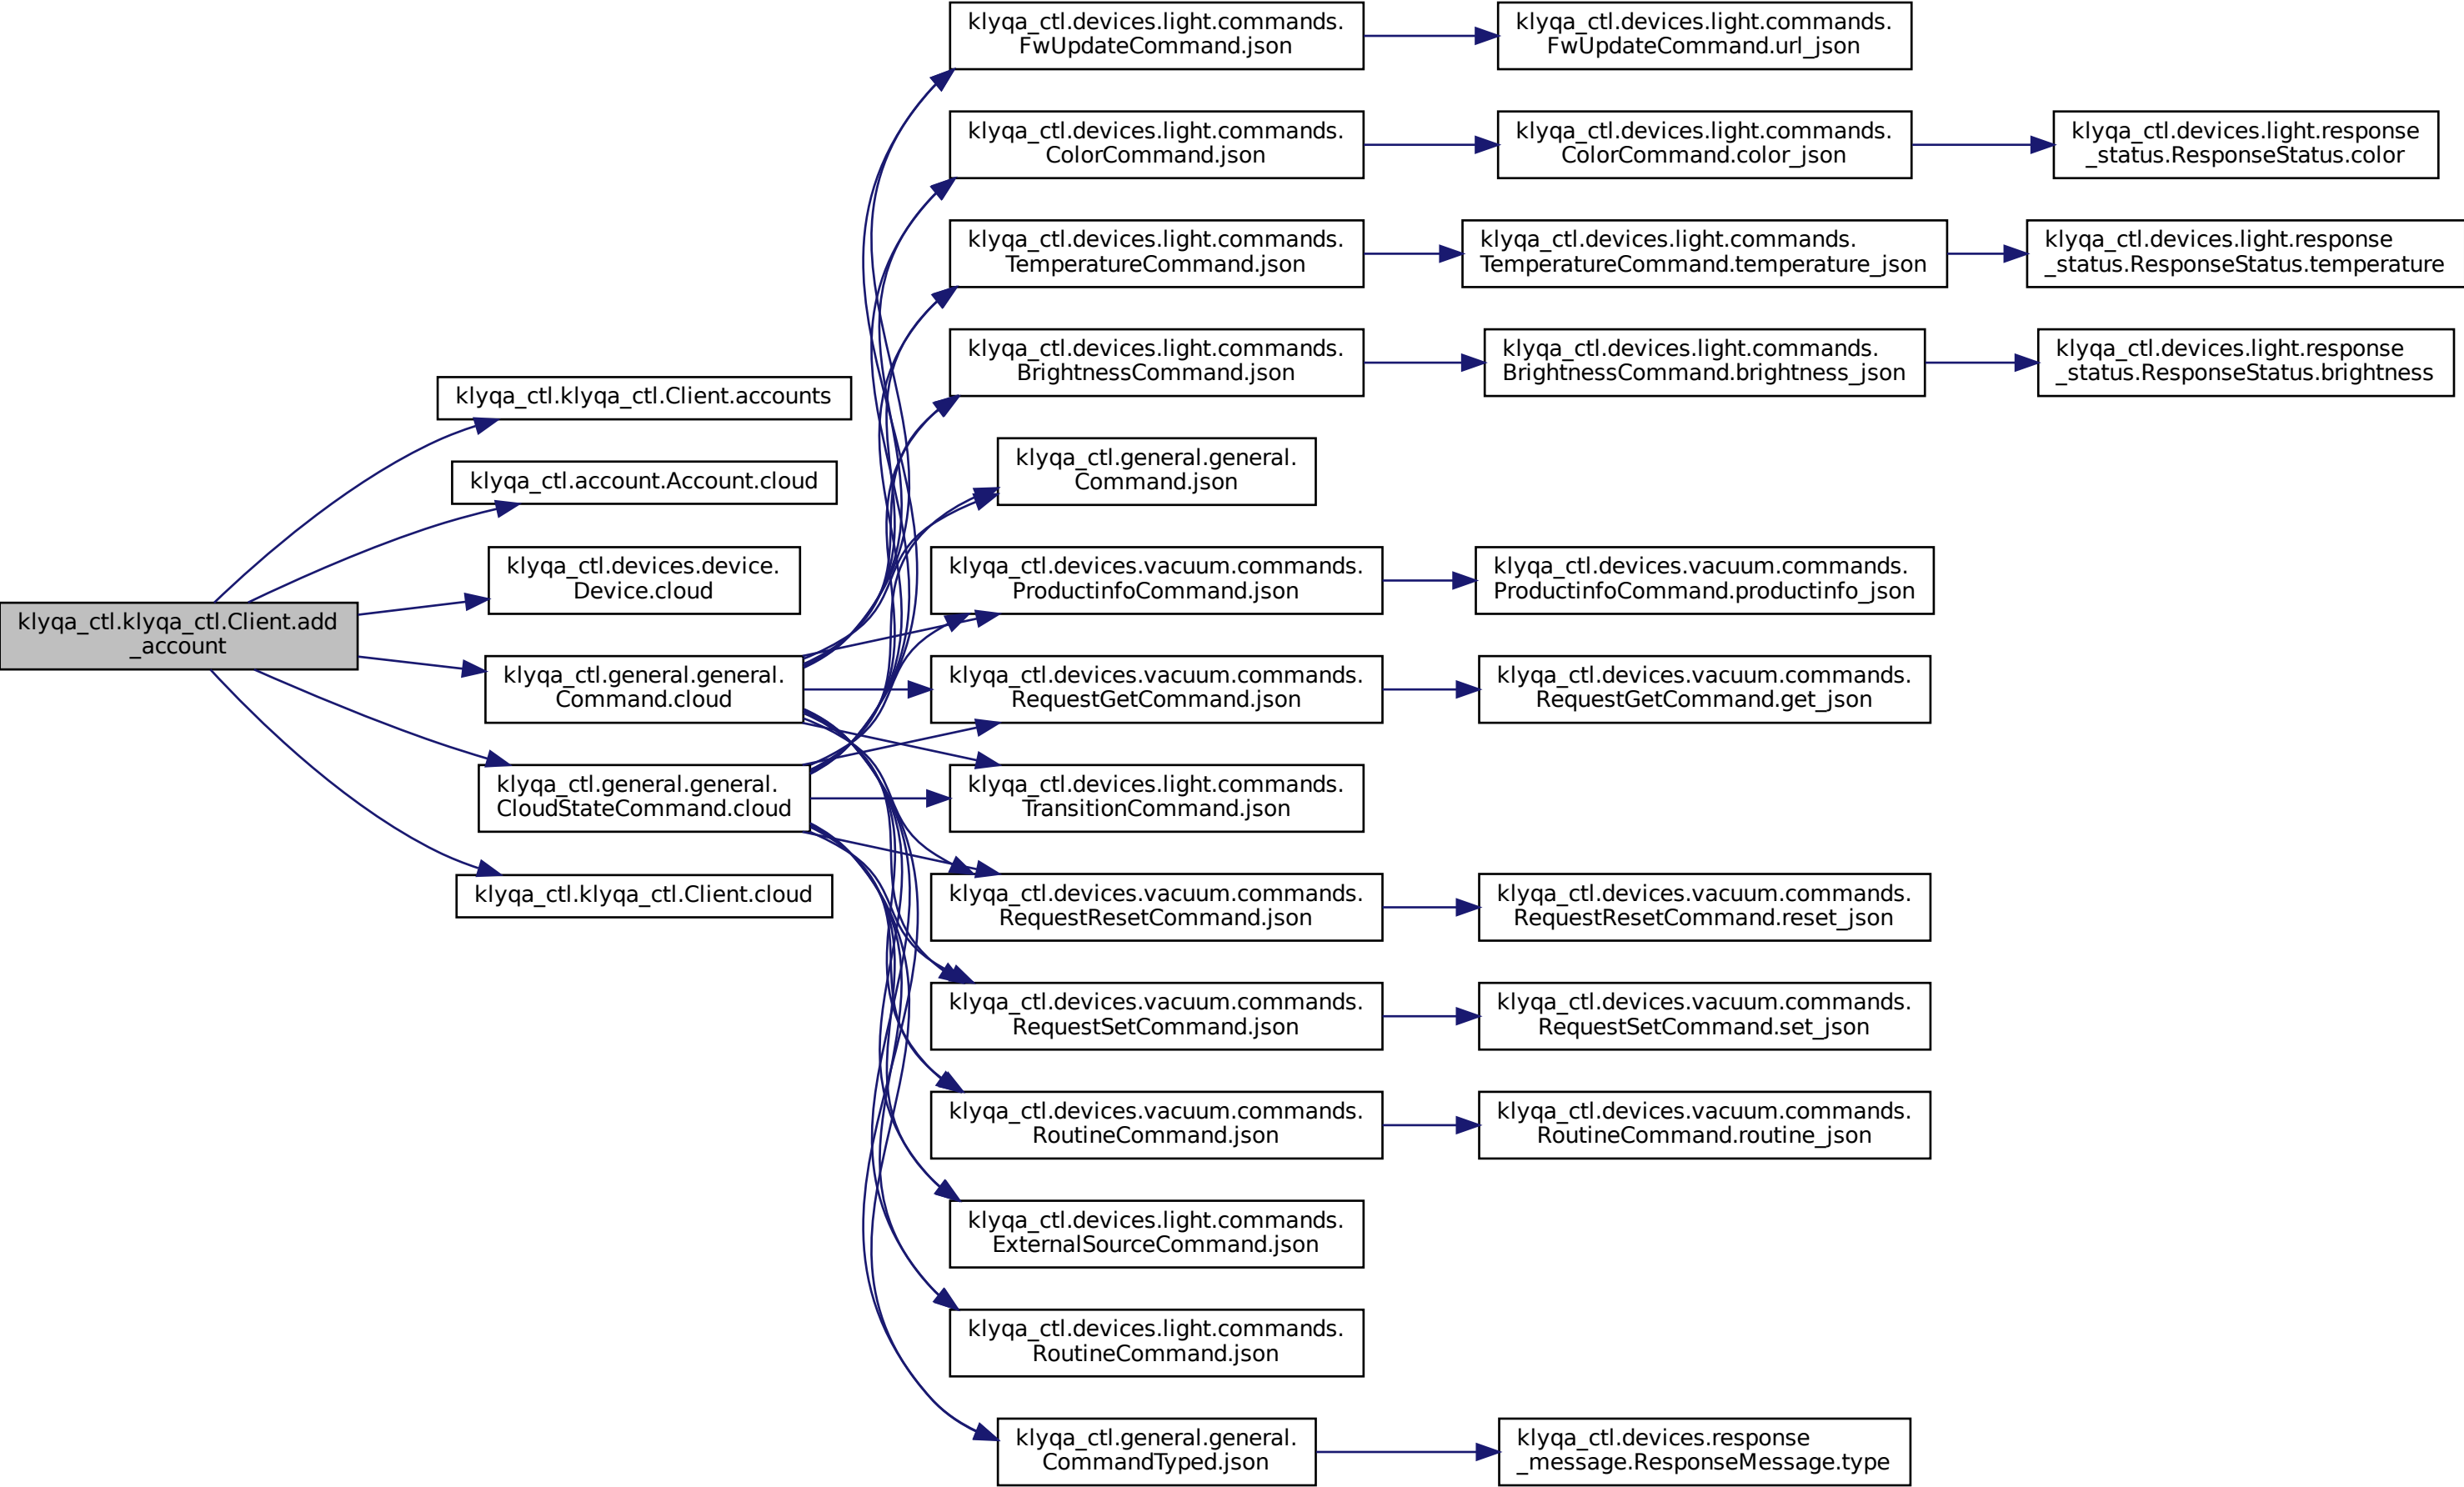 klyqa_ctl.klyqa_ctl.Client.add
_account
klyqa_ctl.klyqa_ctl.Client.accounts
klyqa_ctl.account.Account.cloud
klyqa_ctl.devices.device.
Device.cloud
klyqa_ctl.general.general.
Command.cloud
klyqa_ctl.general.general.
CloudStateCommand.cloud
klyqa_ctl.klyqa_ctl.Client.cloud
klyqa_ctl.devices.light.commands.
FwUpdateCommand.json
klyqa_ctl.devices.light.commands.
ColorCommand.json
klyqa_ctl.devices.light.commands.
TemperatureCommand.json
klyqa_ctl.devices.light.commands.
BrightnessCommand.json
klyqa_ctl.general.general.
Command.json
klyqa_ctl.devices.vacuum.commands.
ProductinfoCommand.json
klyqa_ctl.devices.vacuum.commands.
RequestGetCommand.json
klyqa_ctl.devices.light.commands.
TransitionCommand.json
klyqa_ctl.devices.vacuum.commands.
RequestResetCommand.json
klyqa_ctl.devices.vacuum.commands.
RequestSetCommand.json
klyqa_ctl.devices.vacuum.commands.
RoutineCommand.json
klyqa_ctl.devices.light.commands.
ExternalSourceCommand.json
klyqa_ctl.devices.light.commands.
RoutineCommand.json
klyqa_ctl.general.general.
CommandTyped.json
klyqa_ctl.devices.light.commands.
FwUpdateCommand.url_json
klyqa_ctl.devices.light.commands.
ColorCommand.color_json
klyqa_ctl.devices.light.commands.
TemperatureCommand.temperature_json
klyqa_ctl.devices.light.commands.
BrightnessCommand.brightness_json
klyqa_ctl.devices.vacuum.commands.
ProductinfoCommand.productinfo_json
klyqa_ctl.devices.vacuum.commands.
RequestGetCommand.get_json
klyqa_ctl.devices.vacuum.commands.
RequestResetCommand.reset_json
klyqa_ctl.devices.vacuum.commands.
RequestSetCommand.set_json
klyqa_ctl.devices.vacuum.commands.
RoutineCommand.routine_json
klyqa_ctl.devices.response
_message.ResponseMessage.type
klyqa_ctl.devices.light.response
_status.ResponseStatus.color
klyqa_ctl.devices.light.response
_status.ResponseStatus.temperature
klyqa_ctl.devices.light.response
_status.ResponseStatus.brightness